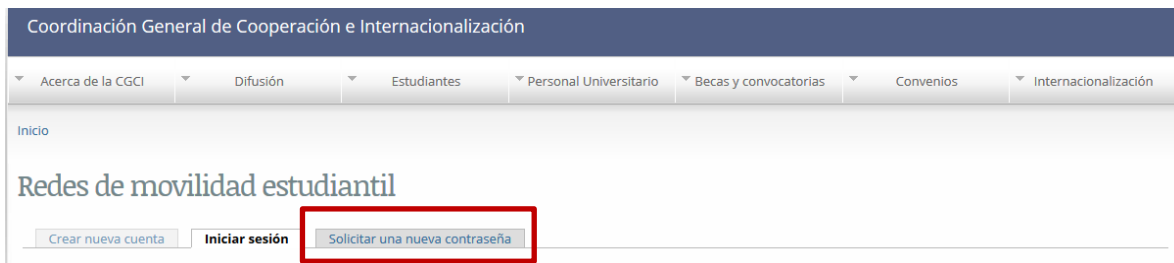 Coordinación General de Cooperación e Internacionalización
Acerca de la CGCI Difusión Estudiantes Personal Universitario Becas y convocatorias Convenios Internacionalización
Inicio
Redes de movilidad estudiantil
Crear nueva cuenta Iniciar sesión Solicitar una nueva contraseña